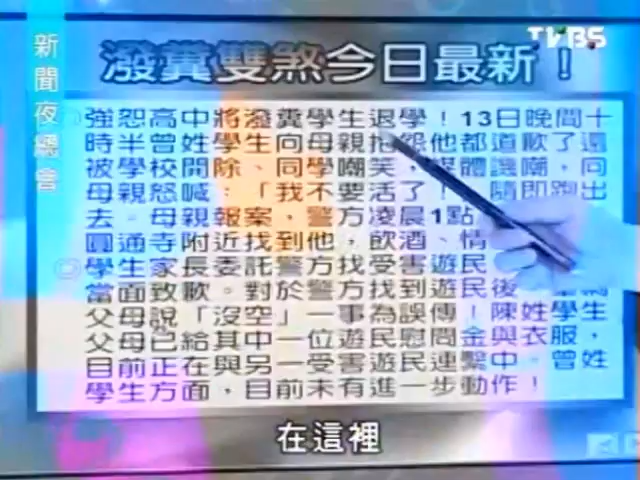 TVBS
新聞夜總會
潑糞雙煞今日最新！
強恕高中將潑糞學生退學！13日晚間十
時半曾姓學生向母親抱怨他都道歉了還
被學校開除、同學嘲笑，媒體譏嘲，同
母親怒喊：「我不要活了！」隨即跑出
去。母親報案，警方凌晨1點
圓通寺附近找到他，飲酒、情
◎學生家長委託警方找受害遊民
當面致歉。對於警方找到遊民後
父母說「沒空」一事為誤傳！陳姓學生
父母已給其中一位遊民慰問金與衣服，
目前正在與另一受害遊民連繫中。曾姓
學生方面，目前未有進一步動作！
在這裡